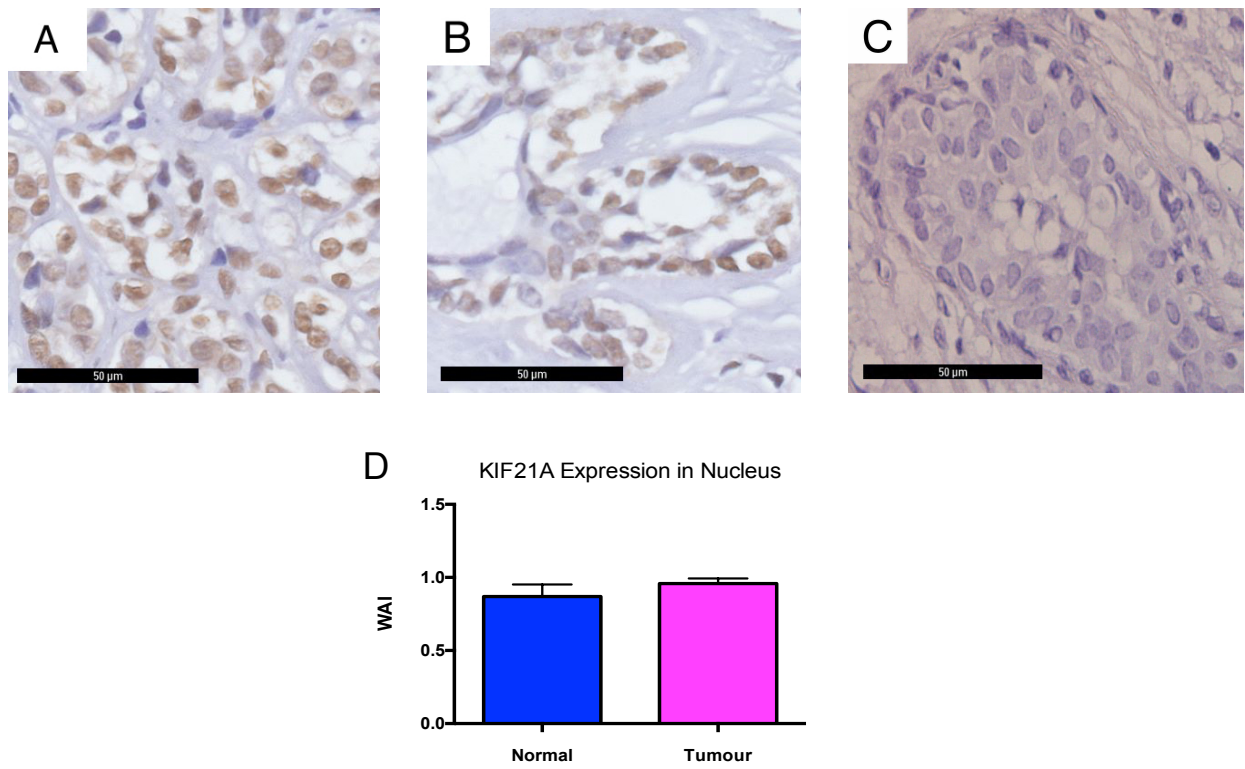 A
B
C
50 µm
50 µm
50 µm
D
KIF21A Expression in Nucleus
1.5
1.0
0.5
0.0
WAI
Normal
Tumour